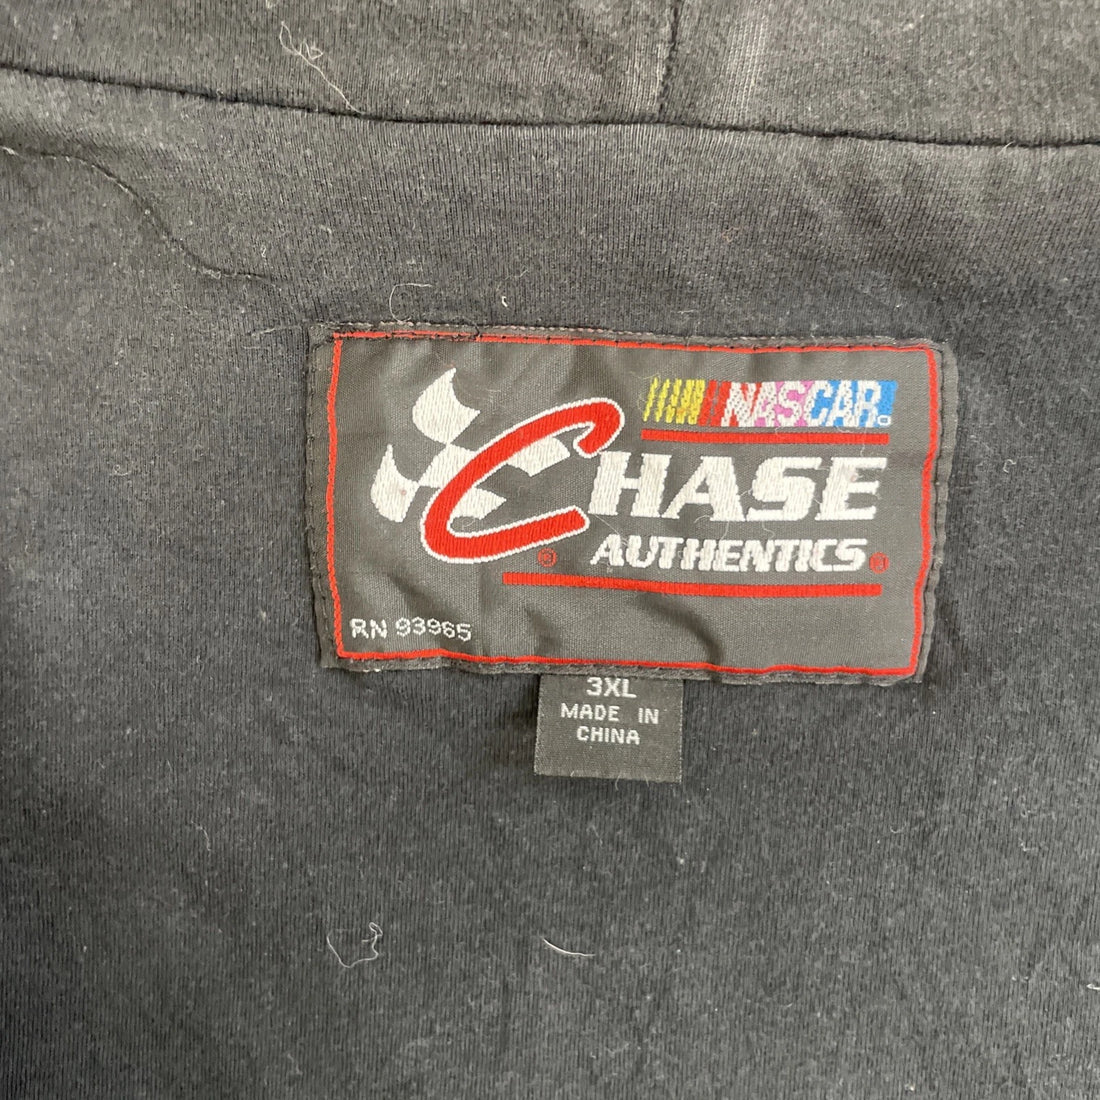 NASCAR
CHASE
AUTHENTICS®
RN 93965
3XL
MADE IN
CHINA